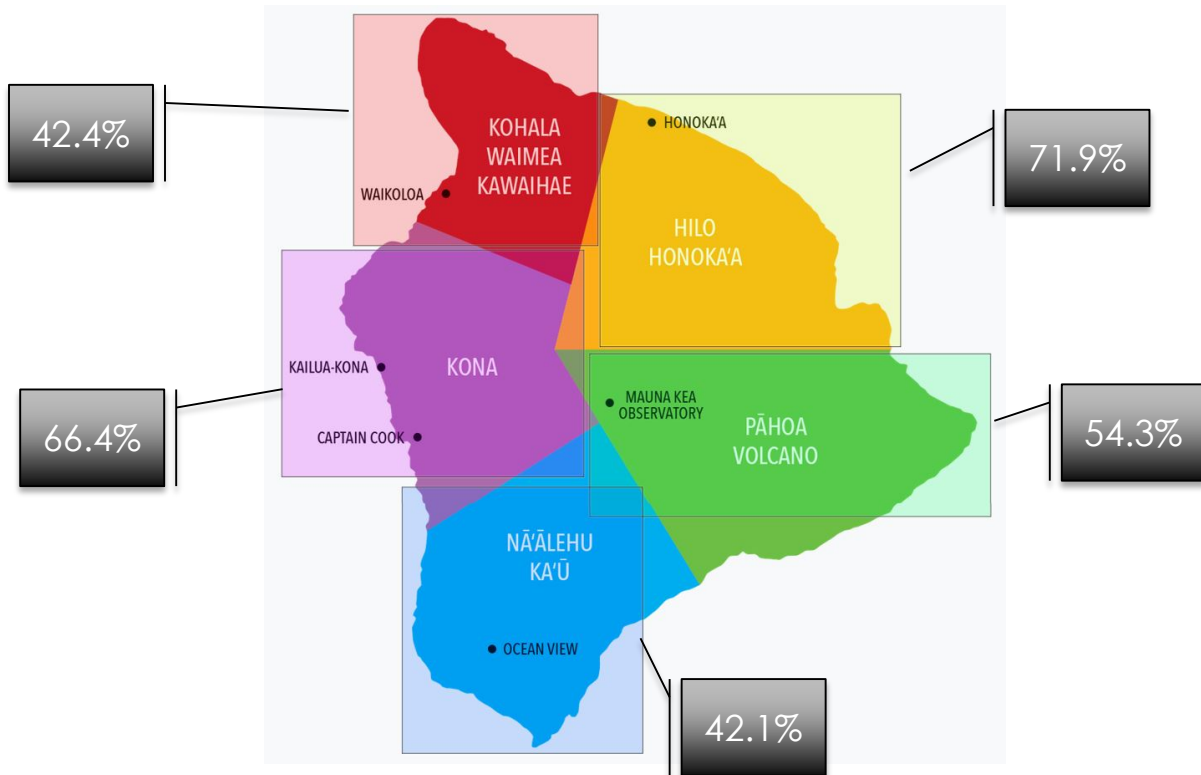 42.4%
KOHALA
WAIMEA
KAWAIHAE
WAIKOLOA
HONOKA‘A
71.9%
HILO
HONOKA‘A
KAILUA-KONA
KONA
CAPTAIN COOK
66.4%
MAUNA KEA
OBSERVATORY
PĀHOA
VOLCANO
54.3%
NĀ‘ĀLEHU
KA‘Ū
OCEAN VIEW
42.1%